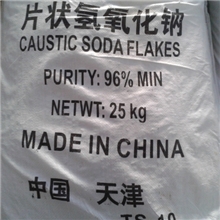 片状氢氧化钠
CAUSTIC SODA FLAKES
PURITY: 96% MIN
NETWT: 25 kg
MADE IN CHINA
中国 天津